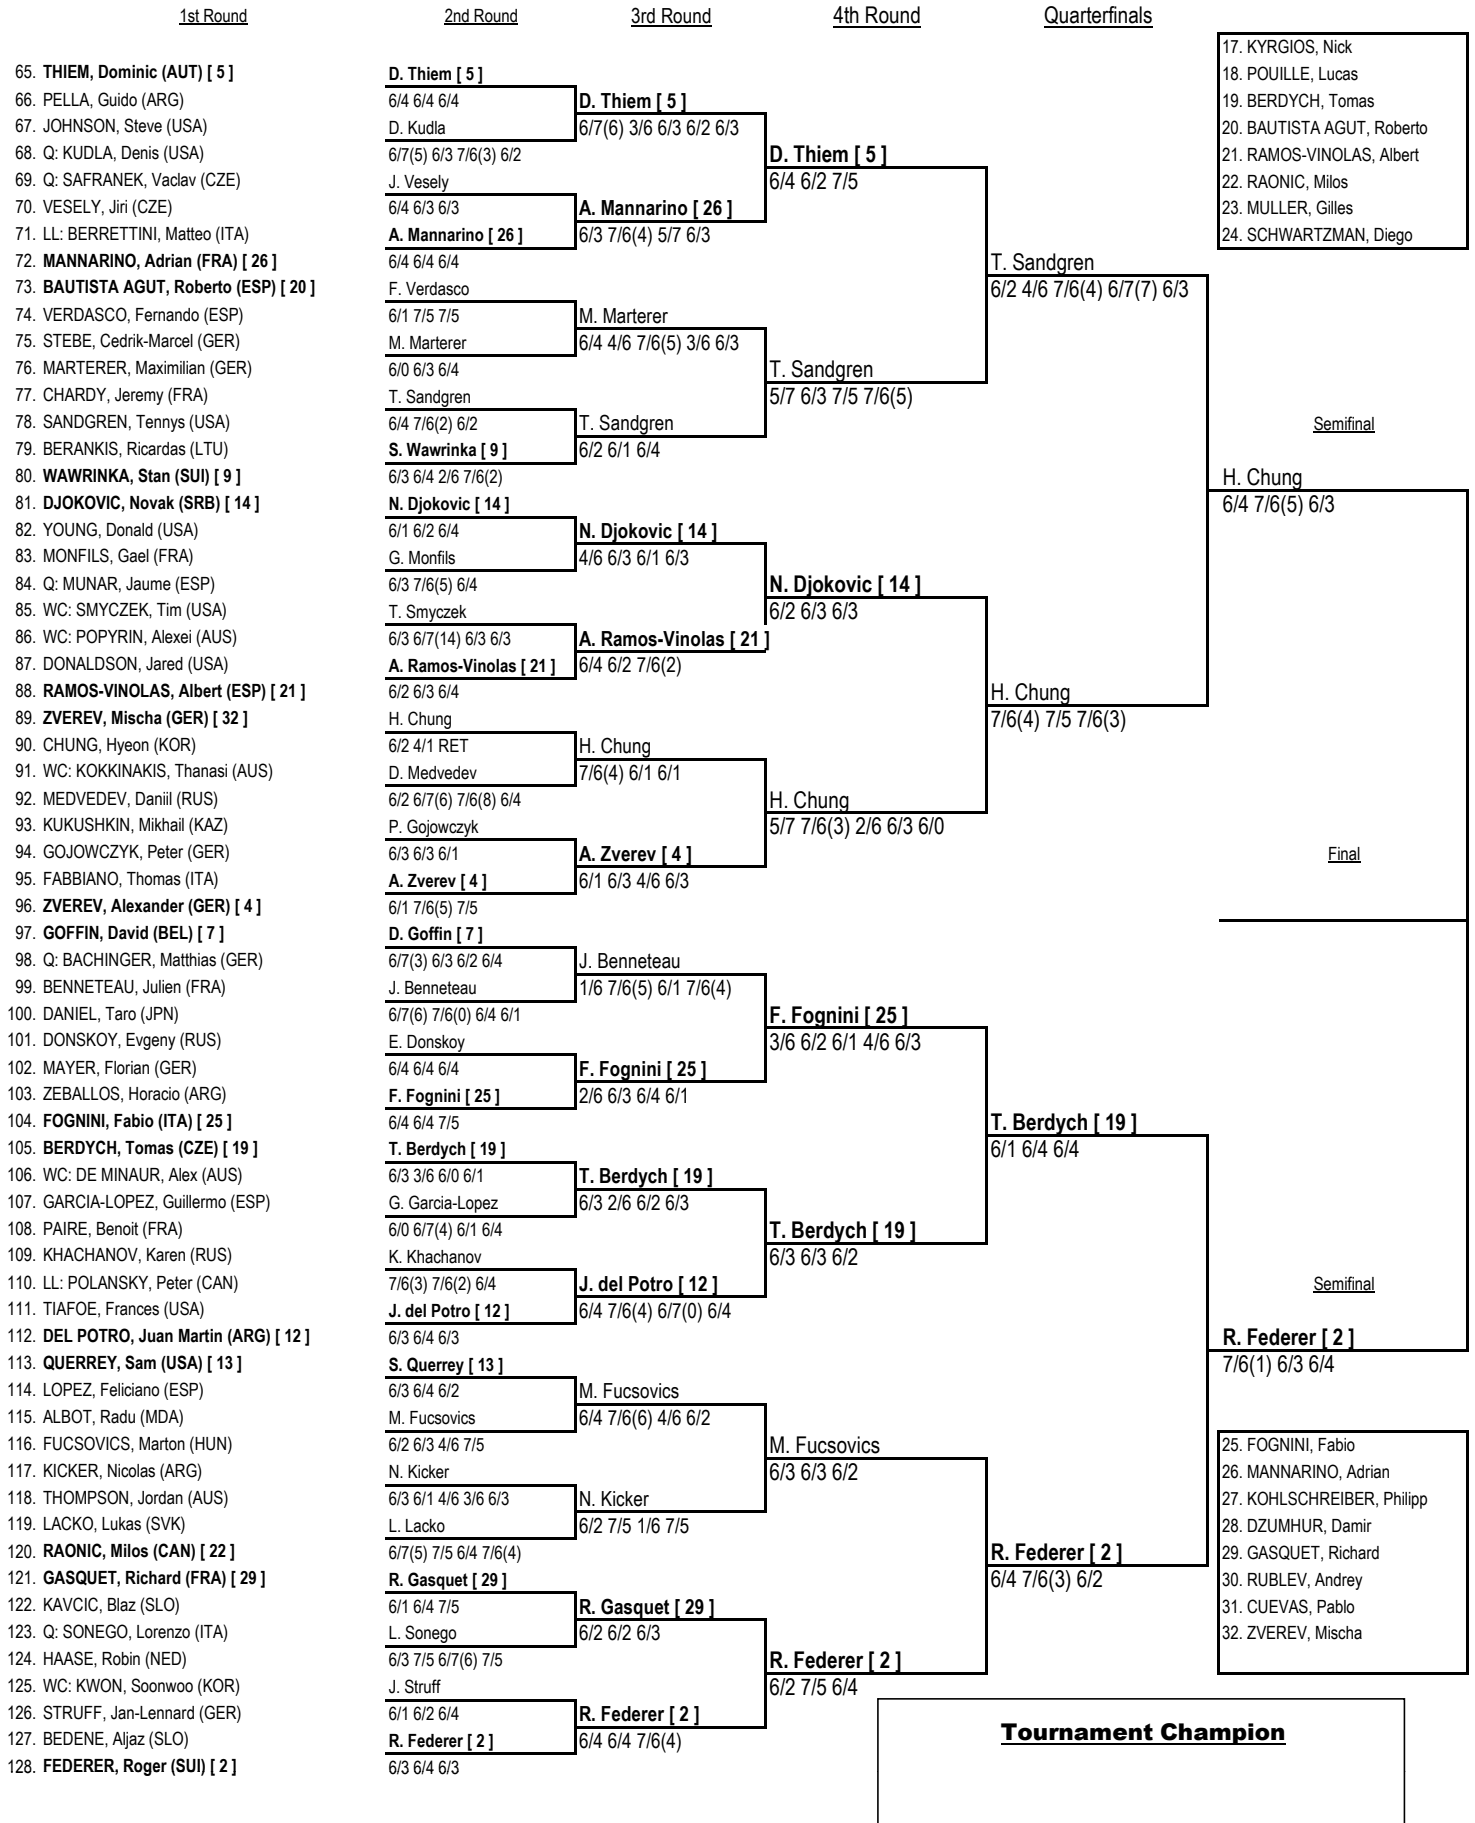 1st Round
2nd Round
3rd Round
4th Round
Quarterfinals
65. THIEM, Dominic (AUT) [ 5 ]
66. PELLA, Guido (ARG)
67. JOHNSON, Steve (USA)
68. Q: KUDLA, Denis (USA)
69. Q: SAFRANEK, Vaclav (CZE)
70. VESELY, Jiri (CZE)
71. LL: BERRETTINI, Matteo (ITA)
72. MANNARINO, Adrian (FRA) [ 26 ]
73. BAUTISTA AGUT, Roberto (ESP) [ 20 ]
74. VERDASCO, Fernando (ESP)
75. STEBE, Cedrik-Marcel (GER)
76. MARTERER, Maximilian (GER)
77. CHARDY, Jeremy (FRA)
78. SANDGREN, Tennys (USA)
79. BERANKIS, Ricardas (LTU)
80. WAWRINKA, Stan (SUI) [ 9 ]
81. DJOKOVIC, Novak (SRB) [ 14 ]
82. YOUNG, Donald (USA)
83. MONFILS, Gael (FRA)
84. Q: MUNAR, Jaume (ESP)
85. WC: SMYCZEK, Tim (USA)
86. WC: POPYRIN, Alexei (AUS)
87. DONALDSON, Jared (USA)
88. RAMOS-VINOLAS, Albert (ESP) [ 21 ]
89. ZVEREV, Mischa (GER) [ 32 ]
90. CHUNG, Hyeon (KOR)
91. WC: KOKKINAKIS, Thanasi (AUS)
92. MEDVEDEV, Daniil (RUS)
93. KUKUSHKIN, Mikhail (KAZ)
94. GOJOWCZYK, Peter (GER)
95. FABBIANO, Thomas (ITA)
96. ZVEREV, Alexander (GER) [ 4 ]
97. GOFFIN, David (BEL) [ 7 ]
98. Q: BACHINGER, Matthias (GER)
99. BENNETEAU, Julien (FRA)
100. DANIEL, Taro (JPN)
101. DONSKOY, Evgeny (RUS)
102. MAYER, Florian (GER)
103. ZEBALLOS, Horacio (ARG)
104. FOGNINI, Fabio (ITA) [ 25 ]
105. BERDYCH, Tomas (CZE) [ 19 ]
106. WC: DE MINAUR, Alex (AUS)
107. GARCIA-LOPEZ, Guillermo (ESP)
108. PAIRE, Benoit (FRA)
109. KHACHANOV, Karen (RUS)
110. LL: POLANSKY, Peter (CAN)
111. TIAFOE, Frances (USA)
112. DEL POTRO, Juan Martin (ARG) [ 12 ]
113. QUERREY, Sam (USA) [ 13 ]
114. LOPEZ, Feliciano (ESP)
115. ALBOT, Radu (MDA)
116. FUCSOVICS, Marton (HUN)
117. KICKER, Nicolas (ARG)
118. THOMPSON, Jordan (AUS)
119. LACKO, Lukas (SVK)
120. RAONIC, Milos (CAN) [ 22 ]
121. GASQUET, Richard (FRA) [ 29 ]
122. KAVCIC, Blaz (SLO)
123. Q: SONEGO, Lorenzo (ITA)
124. HAASE, Robin (NED)
125. WC: KWON, Soonwoo (KOR)
126. STRUFF, Jan-Lennard (GER)
127. BEDENE, Aljaz (SLO)
128. FEDERER, Roger (SUI) [ 2 ]
D. Thiem [ 5 ]
6/4 6/4 6/4
D. Kudla
6/7(5) 6/3 7/6(3) 6/2
J. Vesely
6/4 6/3 6/3
A. Mannarino [ 26 ]
6/4 6/4 6/4
F. Verdasco
6/1 7/5 7/5
M. Marterer
6/0 6/3 6/4
T. Sandgren
6/4 7/6(2) 6/2
S. Wawrinka [ 9 ]
6/3 6/4 2/6 7/6(2)
N. Djokovic [ 14 ]
6/1 6/2 6/4
G. Monfils
6/3 7/6(5) 6/4
T. Smyczek
6/3 6/7(14) 6/3 6/3
A. Ramos-Vinolas [ 21 ]
6/2 6/3 6/4
H. Chung
6/2 4/1 RET
D. Medvedev
6/2 6/7(6) 7/6(8) 6/4
P. Gojowczyk
6/3 6/3 6/1
A. Zverev [ 4 ]
6/1 7/6(5) 7/5
D. Goffin [ 7 ]
6/7(3) 6/3 6/2 6/4
J. Benneteau
6/7(6) 7/6(0) 6/4 6/1
E. Donskoy
6/4 6/4 6/4
F. Fognini [ 25 ]
6/4 6/4 7/5
T. Berdych [ 19 ]
6/3 3/6 6/0 6/1
G. Garcia-Lopez
6/0 6/7(4) 6/1 6/4
K. Khachanov
7/6(3) 7/6(2) 6/4
J. del Potro [ 12 ]
6/3 6/4 6/3
S. Querrey [ 13 ]
6/3 6/4 6/2
M. Fucsovics
6/2 6/3 4/6 7/5
N. Kicker
6/3 6/1 4/6 3/6 6/3
L. Lacko
6/7(5) 7/5 6/4 7/6(4)
R. Gasquet [ 29 ]
6/1 6/4 7/5
L. Sonego
6/3 7/5 6/7(6) 7/5
J. Struff
6/1 6/2 6/4
R. Federer [ 2 ]
6/3 6/4 6/3
D. Thiem [ 5 ]
6/7(6) 3/6 6/3 6/2 6/3
A. Mannarino [ 26 ]
6/3 7/6(4) 5/7 6/3
M. Marterer
6/4 4/6 7/6(5) 3/6 6/3
T. Sandgren
6/2 6/1 6/4
N. Djokovic [ 14 ]
4/6 6/3 6/1 6/3
A. Ramos-Vinolas [ 21 ]
6/4 6/2 7/6(2)
H. Chung
7/6(4) 6/1 6/1
A. Zverev [ 4 ]
6/1 6/3 4/6 6/3
J. Benneteau
1/6 7/6(5) 6/1 7/6(4)
F. Fognini [ 25 ]
2/6 6/3 6/4 6/1
T. Berdych [ 19 ]
6/3 2/6 6/2 6/3
J. del Potro [ 12 ]
6/4 7/6(4) 6/7(0) 6/4
M. Fucsovics
6/4 7/6(6) 4/6 6/2
N. Kicker
6/2 7/5 1/6 7/5
R. Gasquet [ 29 ]
6/2 6/2 6/3
R. Federer [ 2 ]
6/4 6/4 7/6(4)
D. Thiem [ 5 ]
6/4 6/2 7/5
T. Sandgren
5/7 6/3 7/5 7/6(5)
N. Djokovic [ 14 ]
6/2 6/3 6/3
H. Chung
5/7 7/6(3) 2/6 6/3 6/0
F. Fognini [ 25 ]
3/6 6/2 6/1 4/6 6/3
T. Berdych [ 19 ]
6/3 6/3 6/2
M. Fucsovics
6/3 6/3 6/2
R. Federer [ 2 ]
6/2 7/5 6/4
T. Sandgren
6/2 4/6 7/6(4) 6/7(7) 6/3
H. Chung
7/6(4) 7/5 7/6(3)
T. Berdych [ 19 ]
6/1 6/4 6/4
R. Federer [ 2 ]
6/4 7/6(3) 6/2
17. KYRGIOS, Nick
18. POUILLE, Lucas
19. BERDYCH, Tomas
20. BAUTISTA AGUT, Roberto
21. RAMOS-VINOLAS, Albert
22. RAONIC, Milos
23. MULLER, Gilles
24. SCHWARTZMAN, Diego
Semifinal
H. Chung
6/4 7/6(5) 6/3
Final
Semifinal
R. Federer [ 2 ]
7/6(1) 6/3 6/4
25. FOGNINI, Fabio
26. MANNARINO, Adrian
27. KOHLSCHREIBER, Philipp
28. DZUMHUR, Damir
29. GASQUET, Richard
30. RUBLEV, Andrey
31. CUEVAS, Pablo
32. ZVEREV, Mischa
Tournament Champion